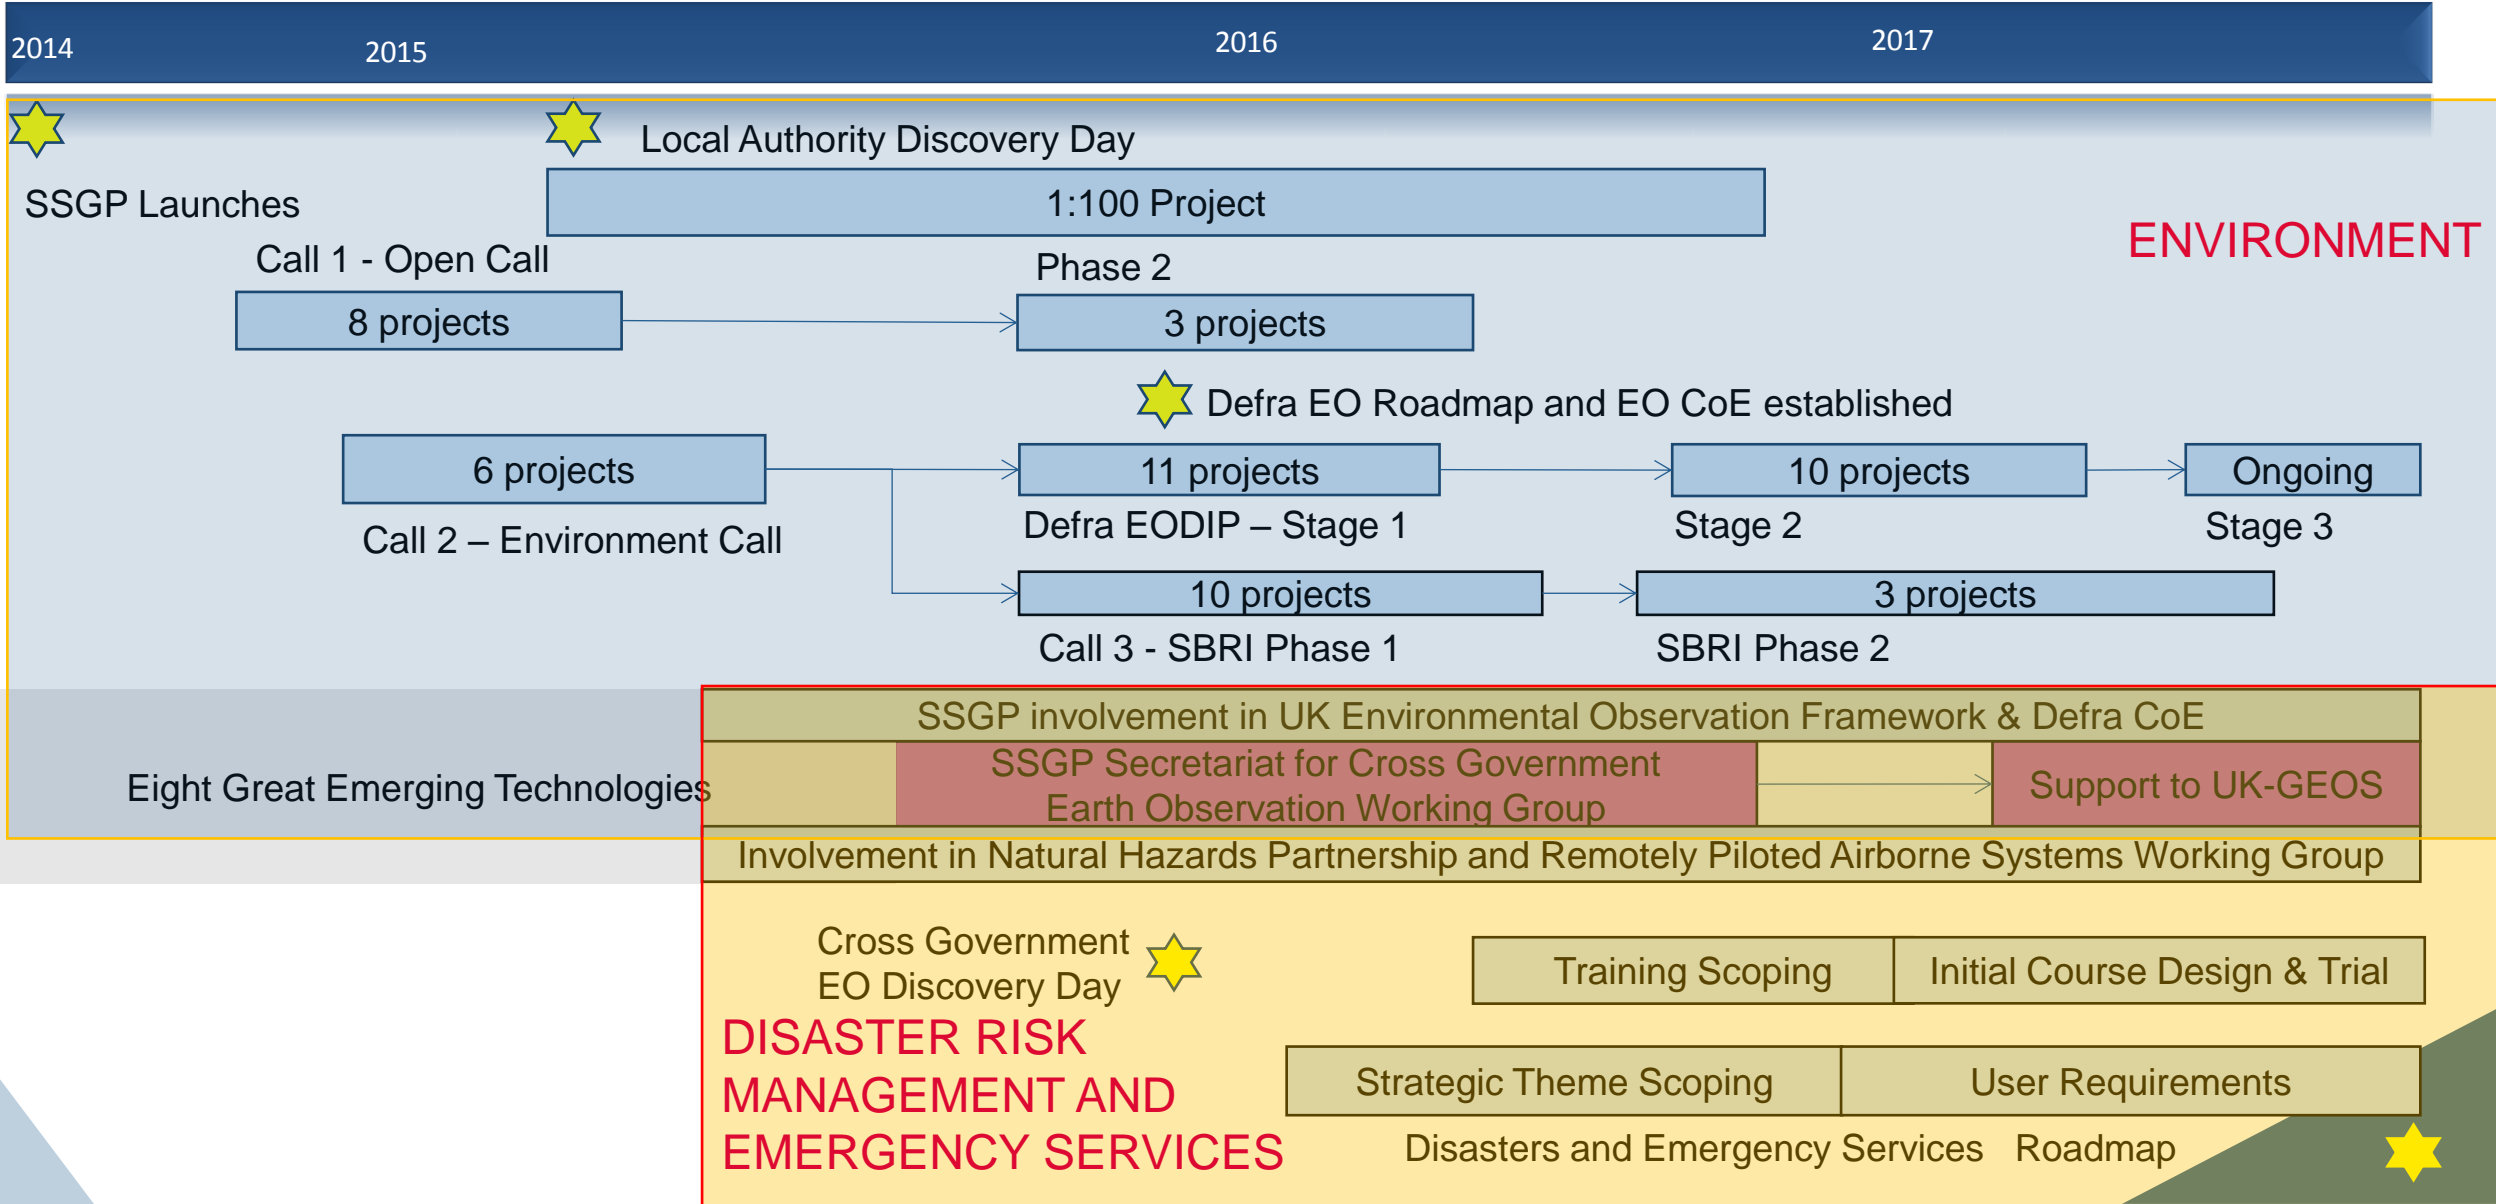 2014
2015
2016
2017
Local Authority Discovery Day
SSGP Launches
1:100 Project
ENVIRONMENT
Call 1 - Open Call
Phase 2
8 projects
3 projects
Defra EO Roadmap and EO CoE established
6 projects
11 projects
10 projects
Ongoing
Call 2 – Environment Call
Defra EODIP – Stage 1
Stage 2
Stage 3
10 projects
3 projects
Call 3 - SBRI Phase 1
SBRI Phase 2
SSGP involvement in UK Environmental Observation Framework & Defra CoE
Eight Great Emerging Technologies
SSGP Secretariat for Cross Government
Earth Observation Working Group
Support to UK-GEOS
Involvement in Natural Hazards Partnership and Remotely Piloted Airborne Systems Working Group
Cross Government
EO Discovery Day
Training Scoping
Initial Course Design & Trial
DISASTER RISK
MANAGEMENT AND
EMERGENCY SERVICES
Strategic Theme Scoping
User Requirements
Disasters and Emergency Services Roadmap